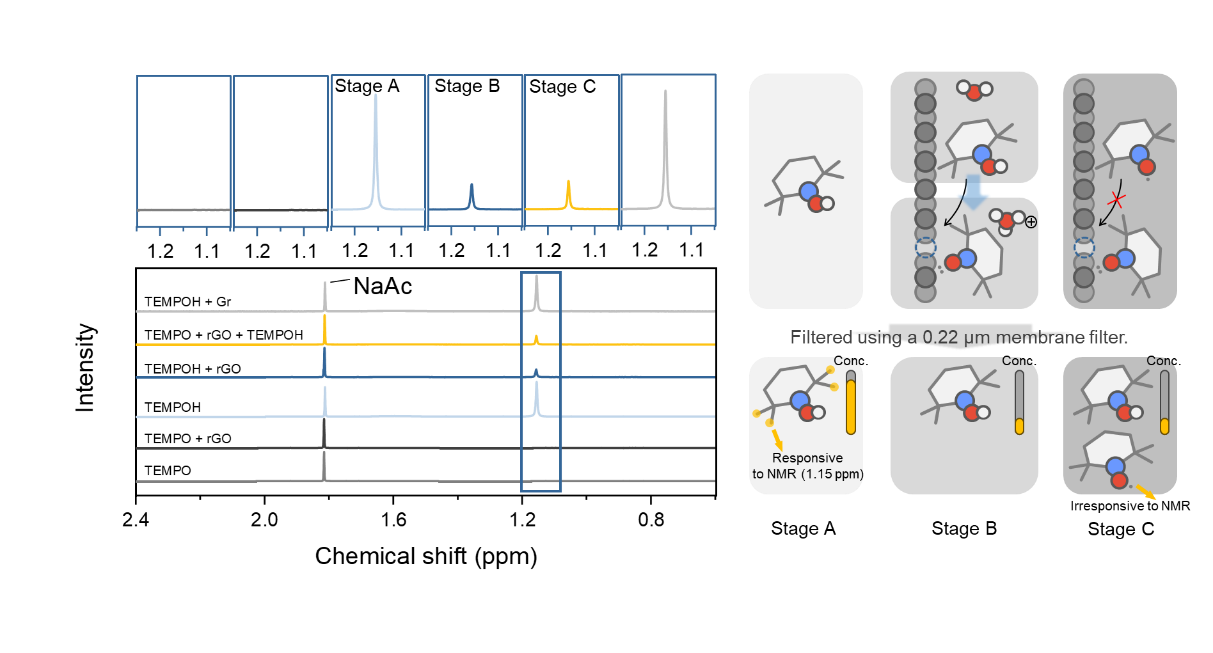 Stage A
Stage B
Stage C
1.2 1.1 1.2 1.1 1.2 1.1 1.2 1.1 1.2 1.1 1.2 1.1
NaAc
TEMPOH + Gr
TEMPO + rGO + TEMPOH
TEMPOH + rGO
TEMPOH
TEMPO + rGO
TEMPO
Intensity
2.4 2.0 1.6 1.2 0.8
Chemical shift (ppm)
Filtered using a 0.22 μm membrane filter.
Conc.
Conc.
Conc.
Responsive
to NMR (1.15 ppm)
Irresponsive to NMR
Stage A
Stage B
Stage C